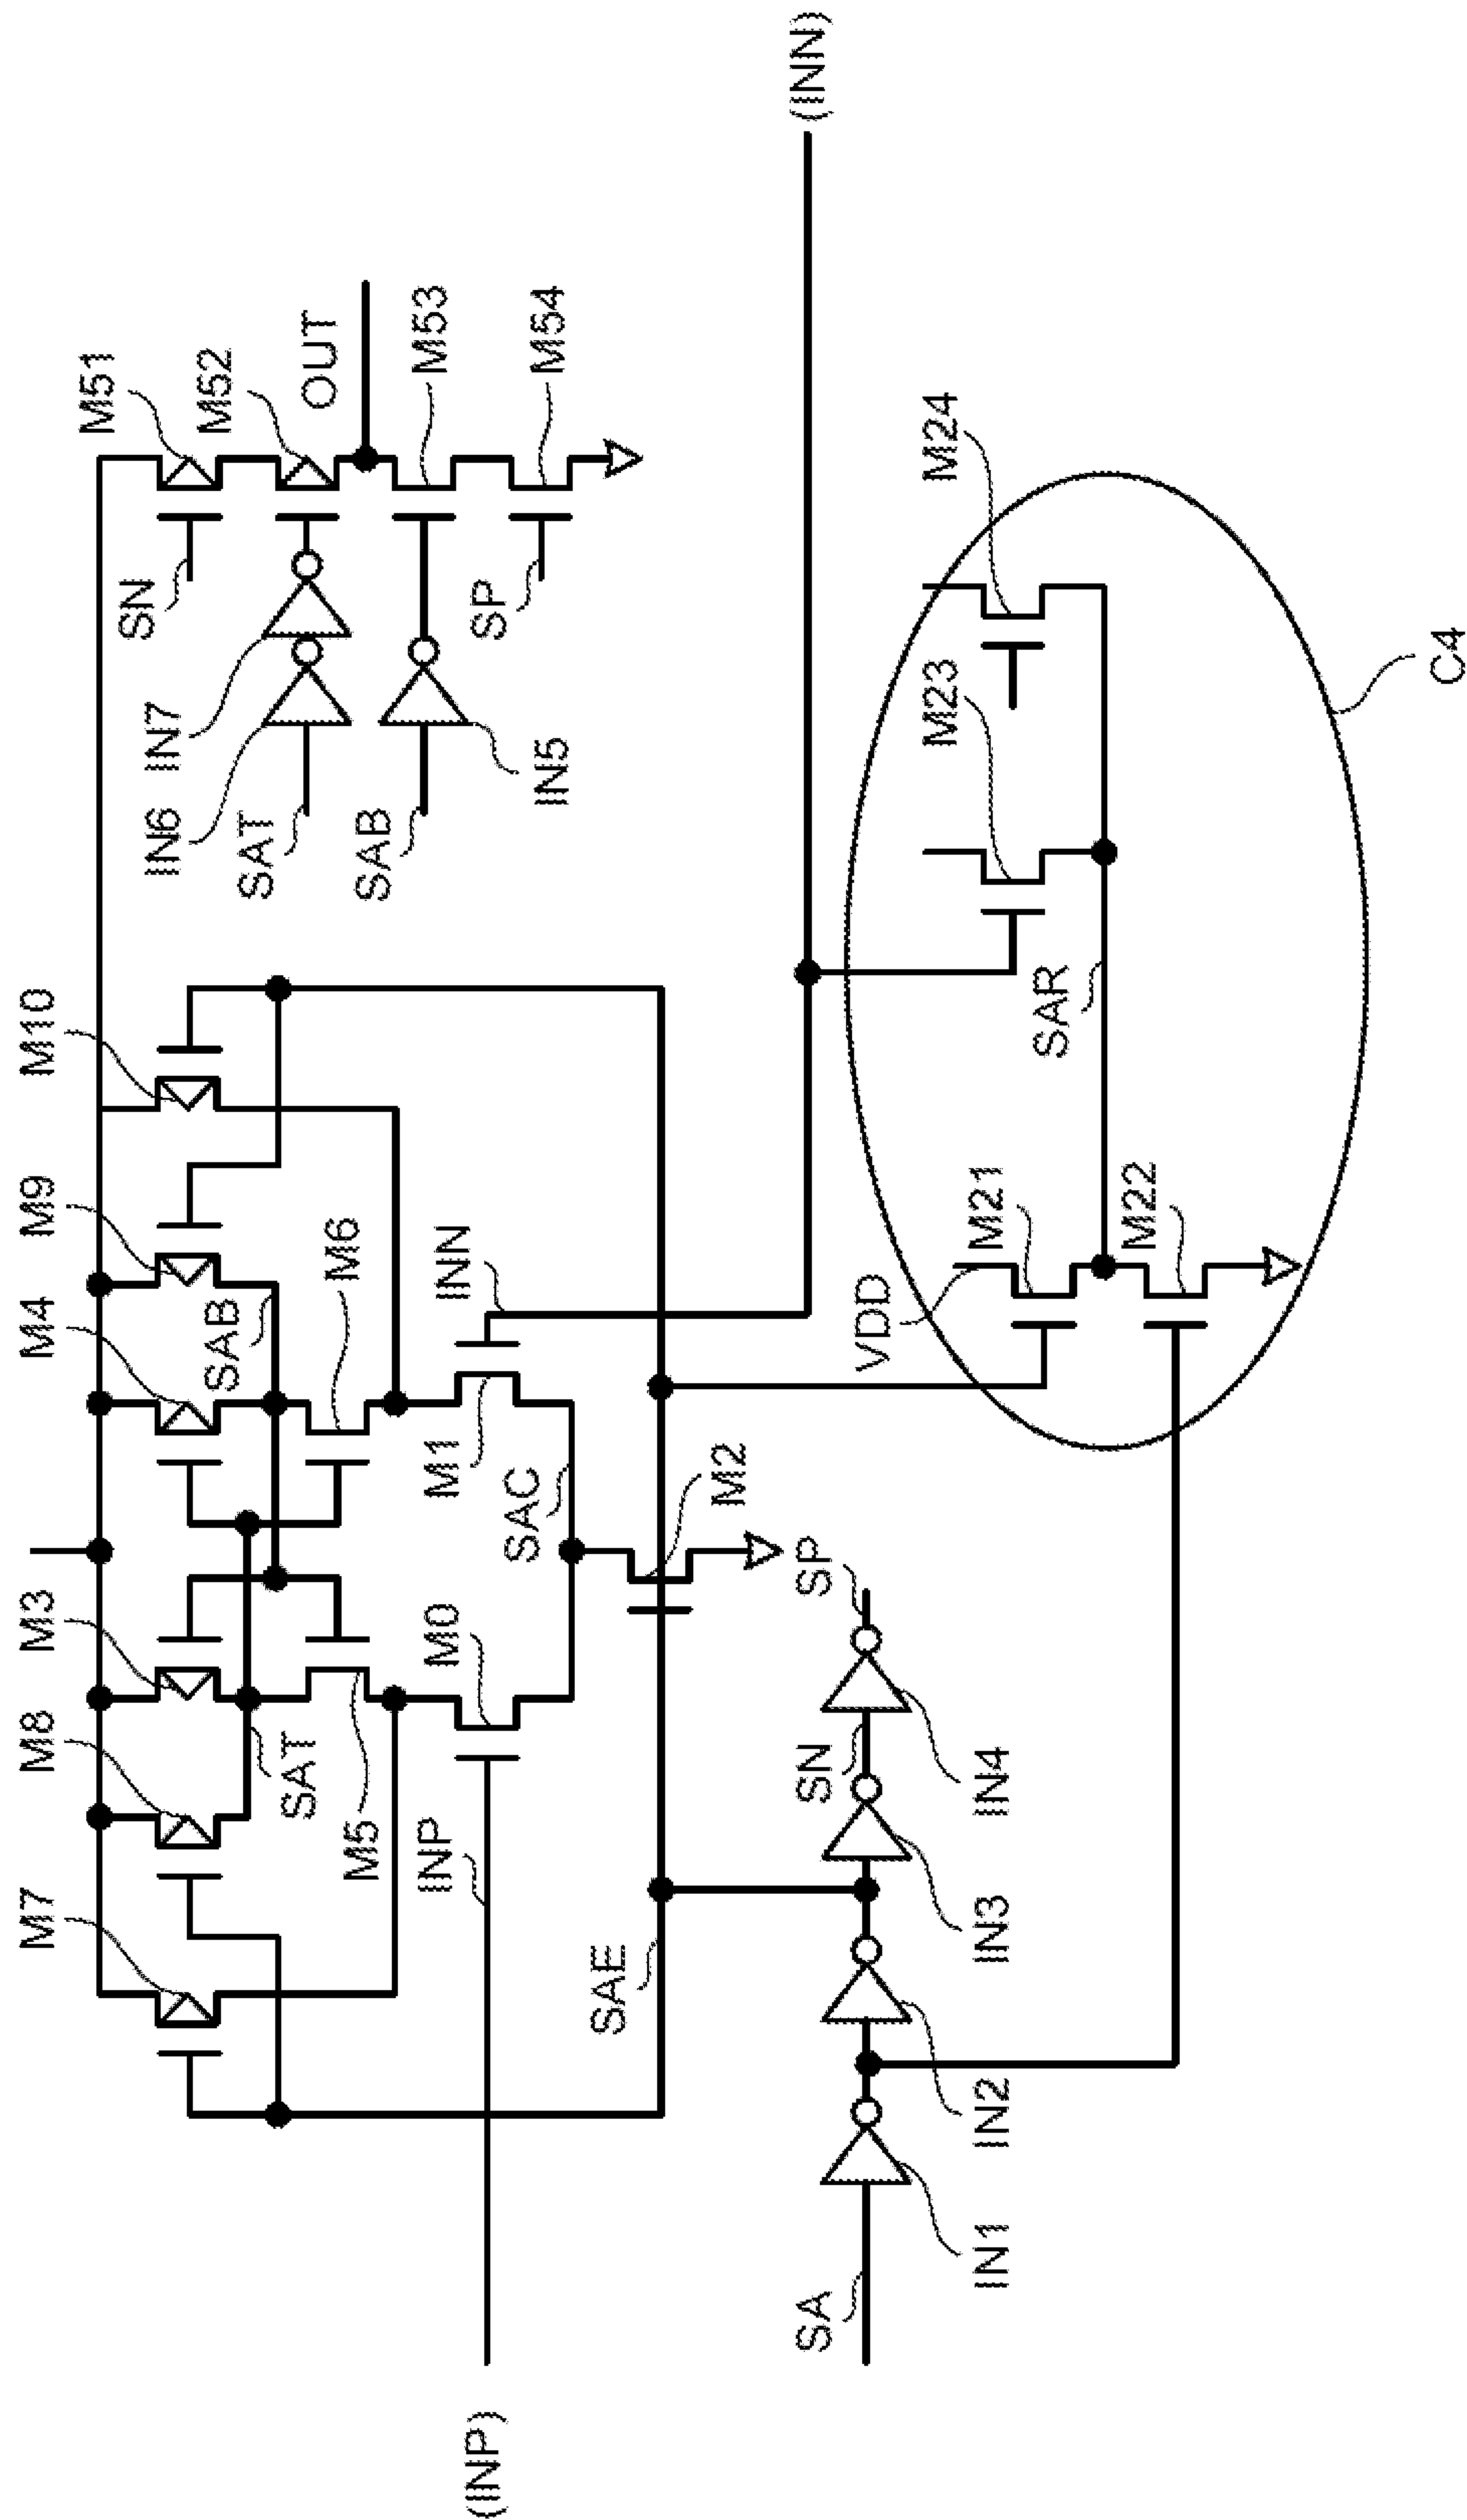 M7
M8
M3
M4
M9
M10
M51
SN
M52
IN6
IN7
SAT
OUT
SAB
SAT
SAB
M5
M6
M53
IN5
SP
M54
(INP)
INP
M0
M1
INN
SAC
SAE
M2
(INN)
SA
SP
SN
IN1
IN2
IN3
IN4
VDD
M21
M22
M23
M24
SAR
C4